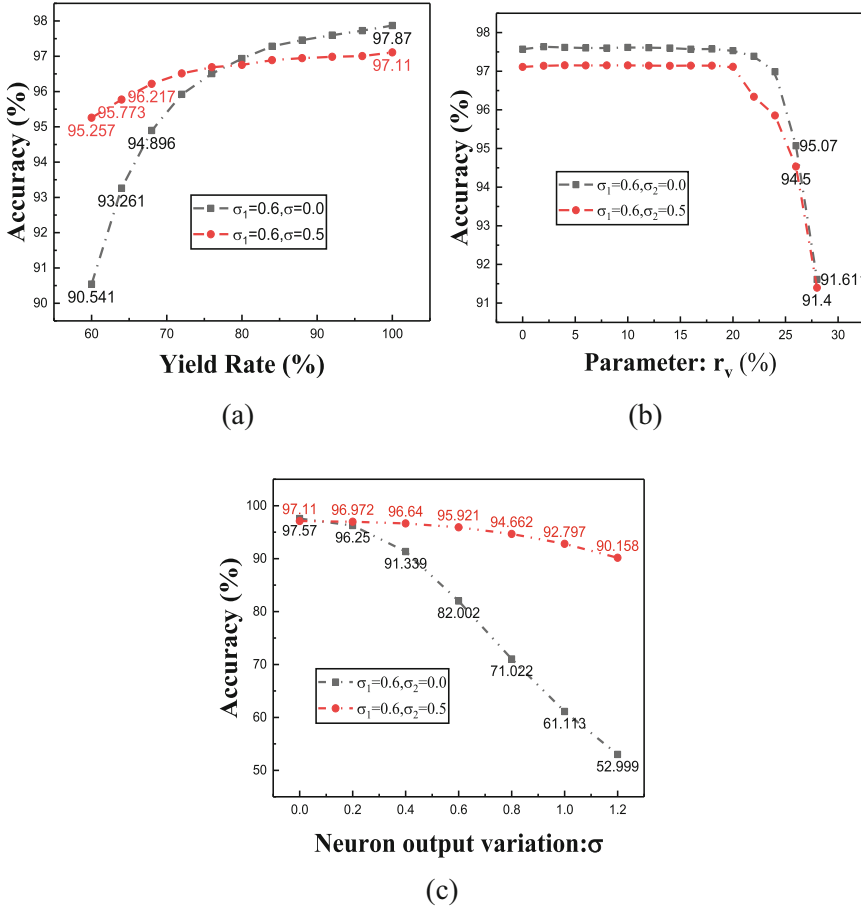 98
97
96
95
94
93
92
91
90
Accuracy (%)
95.257
95.773
96.217
90.541
93.261
94.896
97.87
97.11
σ1=0.6,σ=0.0
σ1=0.6,σ=0.5
60 70 80 90 100
Yield Rate (%)
(a)
98
97
96
95
94
93
92
91
Accuracy (%)
95.07
94.5
91.611
91.4
σ1=0.6,σ2=0.0
σ1=0.6,σ2=0.5
0 5 10 15 20 25 30
Parameter: rv (%)
(b)
100
90
80
70
60
50
Accuracy (%)
97.11 96.972 96.64 95.921 94.662 92.797 90.158
97.57 96.25 91.339 82.002 71.022 61.113 52.999
σ1=0.6,σ2=0.0
σ1=0.6,σ2=0.5
0.0 0.2 0.4 0.6 0.8 1.0 1.2
Neuron output variation:σ
(c)